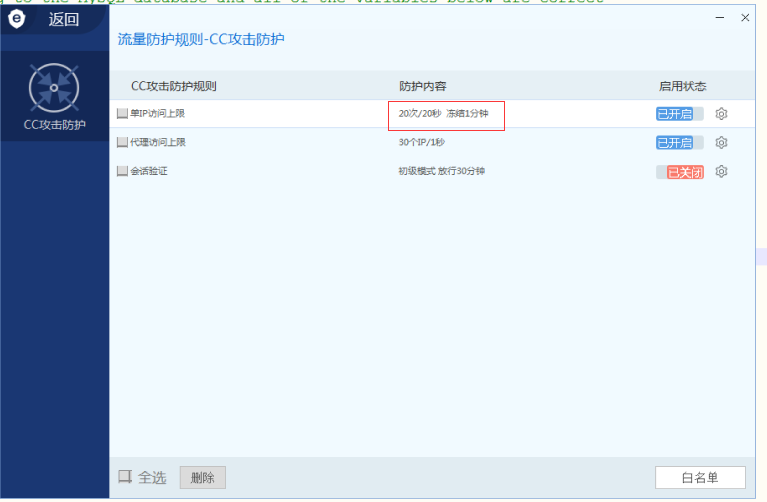 g to the MySQL database and all of the variables below are correct
e 返回
流量防护规则-CC攻击防护
CC攻击防护
CC攻击防护规则 防护内容 启用状态
单IP访问上限 20次/20秒 冻结1分钟 已开启
代理访问上限 30个IP/1秒 已开启
会话验证 初级模式 放行30分钟 已关闭
全选 删除 白名单